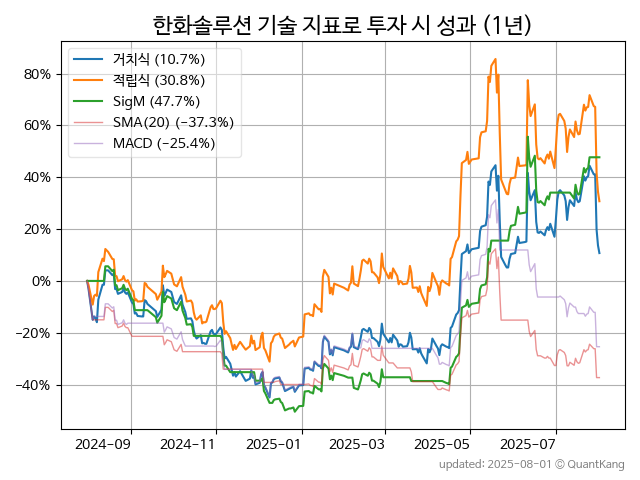 한화솔루션 기술 지표로 투자 시 성과 (1년)
거치식 (10.7%)
적립식 (30.8%)
SigM (47.7%)
SMA(20) (−37.3%)
MACD (−25.4%)
80%
60%
40%
20%
0%
−20%
−40%
2024-09 2024-11 2025-01 2025-03 2025-05 2025-07
updated: 2025-08-01 © QuantKang